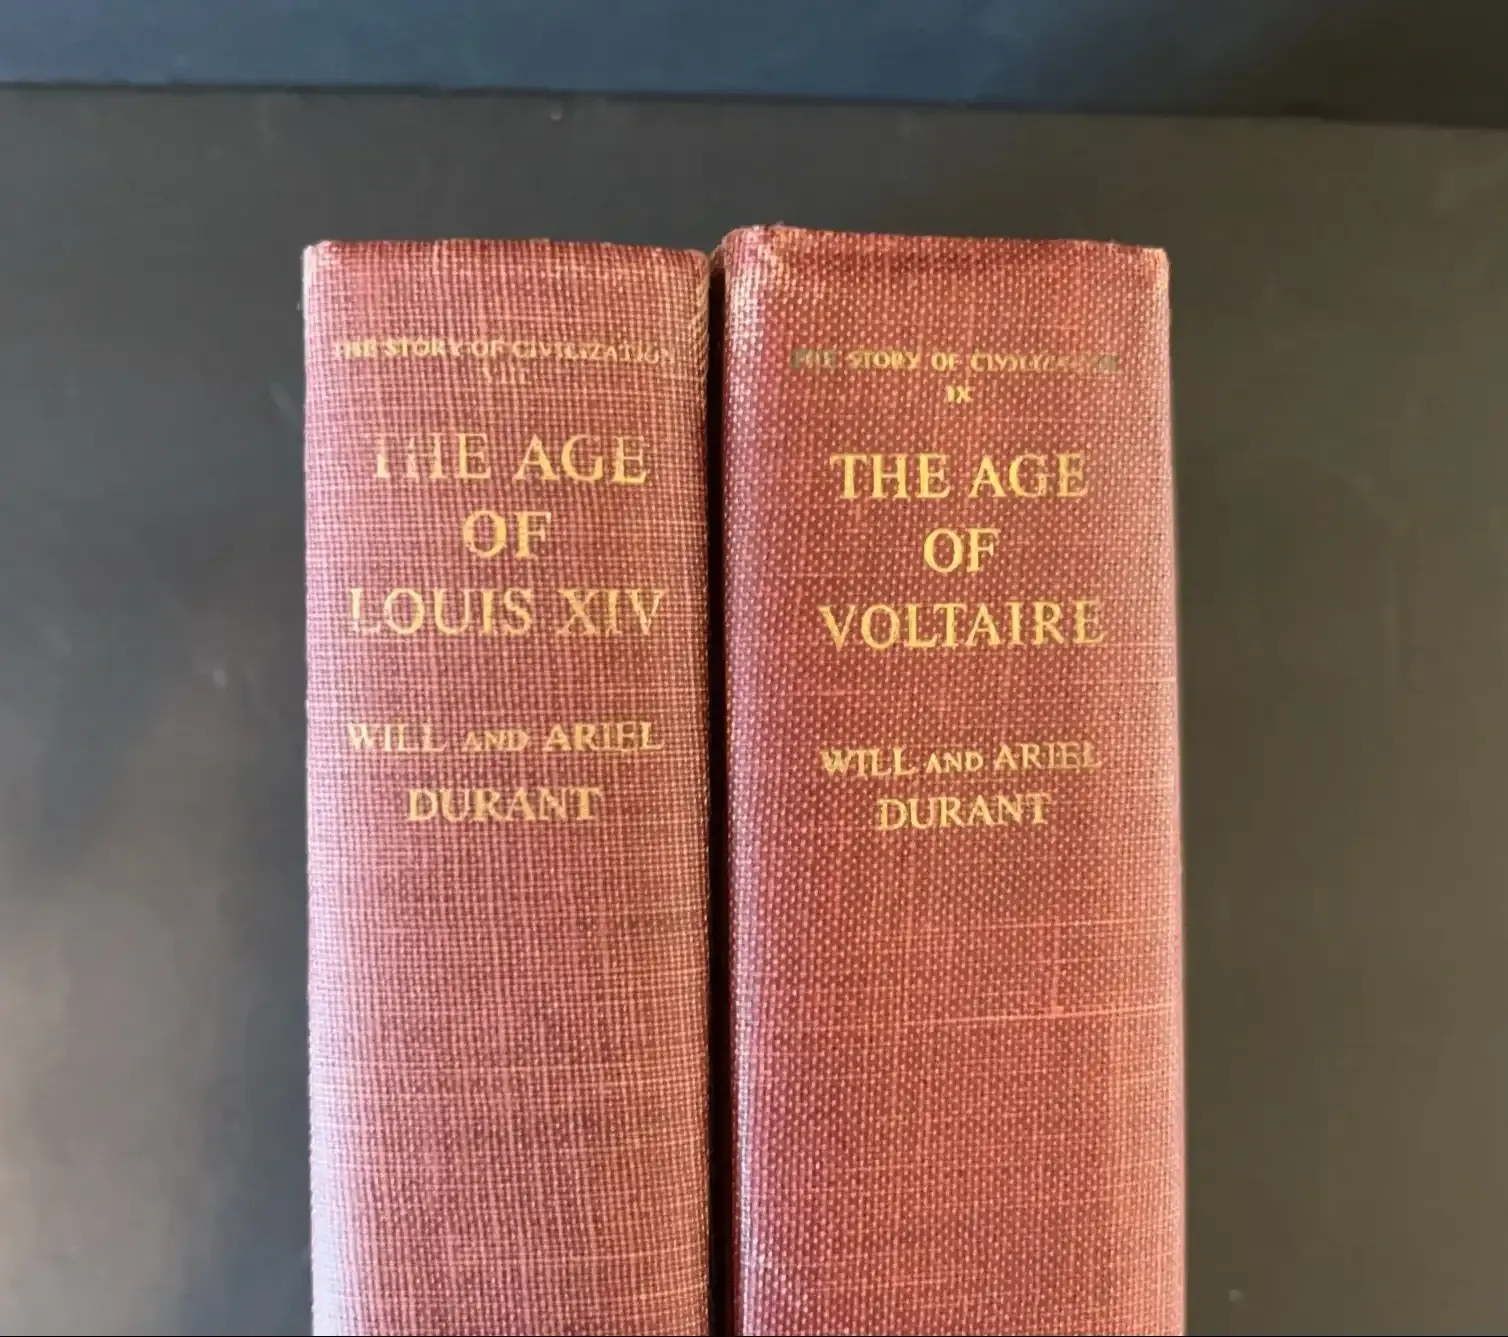 THE STORY OF CIVILIZATION
VIII
THE AGE
OF
LOUIS XIV
WILL AND ARIEL
DURANT
THE STORY OF CIVILIZATION
IX
THE AGE
OF
VOLTAIRE
WILL AND ARIEL
DURANT